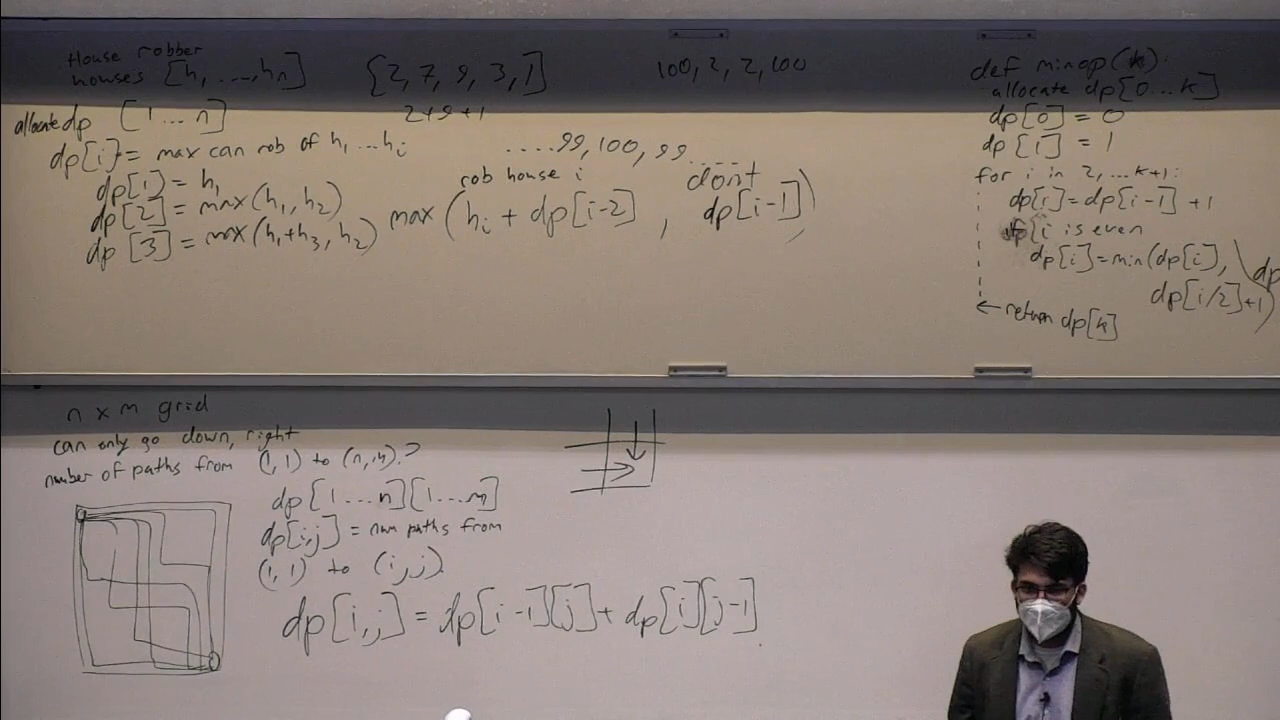 House robber
houses [h₁, ..., hₙ]
[2, 7, 9, 3, 1]
2+9+1
100, 2, 2, 100
allocate dp [1 ... n]
dp[i] = max can rob of h₁ ... hᵢ
dp[1] = h₁
dp[2] = max(h₁, h₂)
dp[3] = max(h₁+h₃, h₂)
.... 99, 100, 99 .....
rob house i dont
max(hᵢ + dp[i-2], dp[i-1])
def minop(k):
allocate dp[0...k]
dp[0] = 0
dp[1] = 1
for i in 2, ... k+1:
dp[i] = dp[i-1] + 1
if i is even
dp[i] = min(dp[i], dp
dp[i/2]+1)
← return dp[k]
n x m grid
can only go down, right
number of paths from (1, 1) to (n, m)?
dp[1...n][1...m]
dp[i,j] = num paths from
(1, 1) to (i, j).
dp[i,j] = dp[i-1][j] + dp[i][j-1].